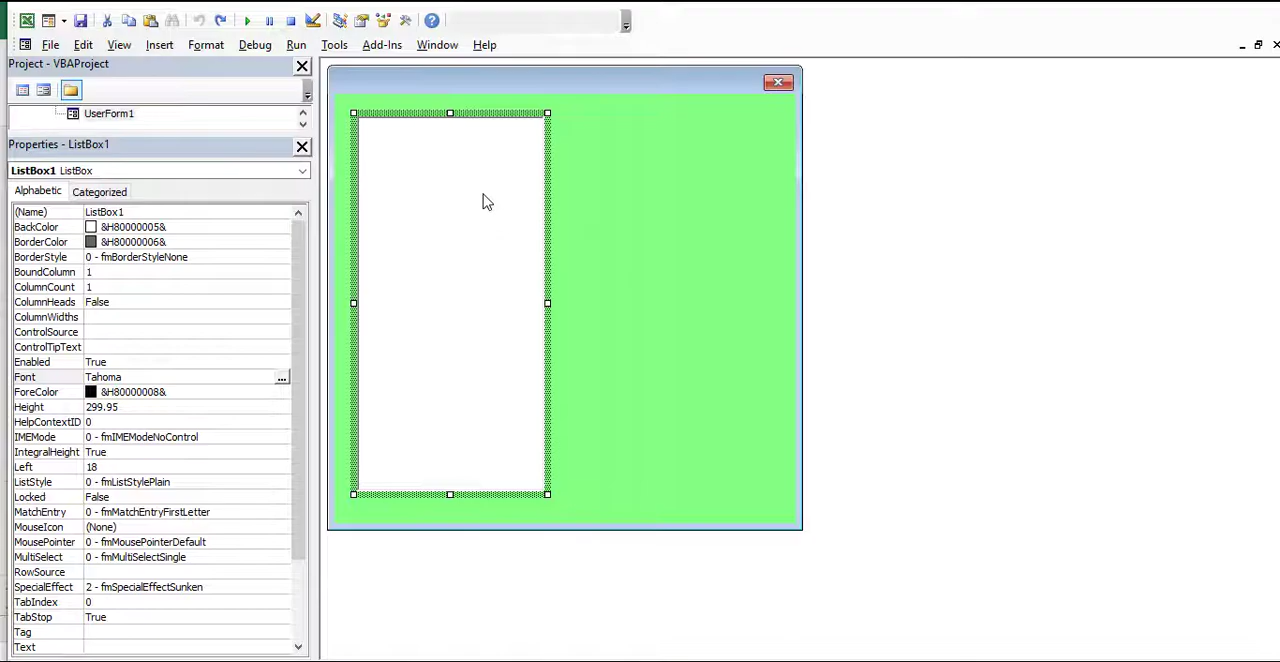 File Edit View Insert Format Debug Run Tools Add-Ins Window Help
Project - VBAProject
UserForm1
Properties - ListBox1
ListBox1 ListBox
Alphabetic Categorized
(Name) ListBox1
BackColor &H80000005&
BorderColor &H80000006&
BorderStyle 0 - fmBorderStyleNone
BoundColumn 1
ColumnCount 1
ColumnHeads False
ColumnWidths
ControlSource
ControlTipText
Enabled True
Font Tahoma ...
ForeColor &H80000008&
Height 299.95
HelpContextID 0
IMEMode 0 - fmIMEModeNoControl
IntegralHeight True
Left 18
ListStyle 0 - fmListStylePlain
Locked False
MatchEntry 0 - fmMatchEntryFirstLetter
MouseIcon (None)
MousePointer 0 - fmMousePointerDefault
MultiSelect 0 - fmMultiSelectSingle
RowSource
SpecialEffect 2 - fmSpecialEffectSunken
TabIndex 0
TabStop True
Tag
Text